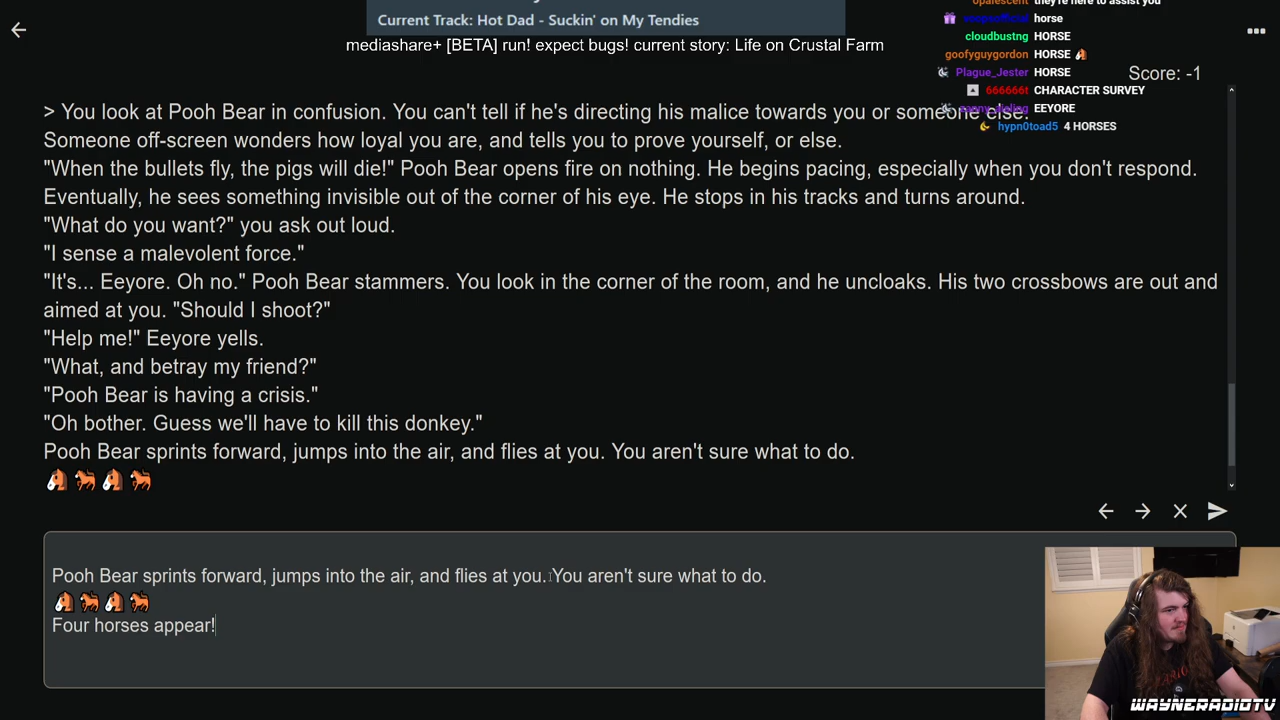 Current Track: Hot Dad - Suckin' on My Tendies
mediashare+ [BETA] run! expect bugs! current story: Life on Crustal Farm
opalescent they're here to assist you
horse
cloudbustng HORSE
goofyguygordon HORSE
Plague_Jester HORSE
Score: -1
666666t CHARACTER SURVEY
EEYORE
hypn0toad5 4 HORSES
> You look at Pooh Bear in confusion. You can't tell if he's directing his malice towards you or someone else.
Someone off-screen wonders how loyal you are, and tells you to prove yourself, or else.
"When the bullets fly, the pigs will die!" Pooh Bear opens fire on nothing. He begins pacing, especially when you don't respond.
Eventually, he sees something invisible out of the corner of his eye. He stops in his tracks and turns around.
"What do you want?" you ask out loud.
"I sense a malevolent force."
"It's... Eeyore. Oh no." Pooh Bear stammers. You look in the corner of the room, and he uncloaks. His two crossbows are out and
aimed at you. "Should I shoot?"
"Help me!" Eeyore yells.
"What, and betray my friend?"
"Pooh Bear is having a crisis."
"Oh bother. Guess we'll have to kill this donkey."
Pooh Bear sprints forward, jumps into the air, and flies at you. You aren't sure what to do.
🐴🐎🐴🐎
Pooh Bear sprints forward, jumps into the air, and flies at you. You aren't sure what to do.
🐴🐎🐴🐎
Four horses appear!
WAYNERADIOTV